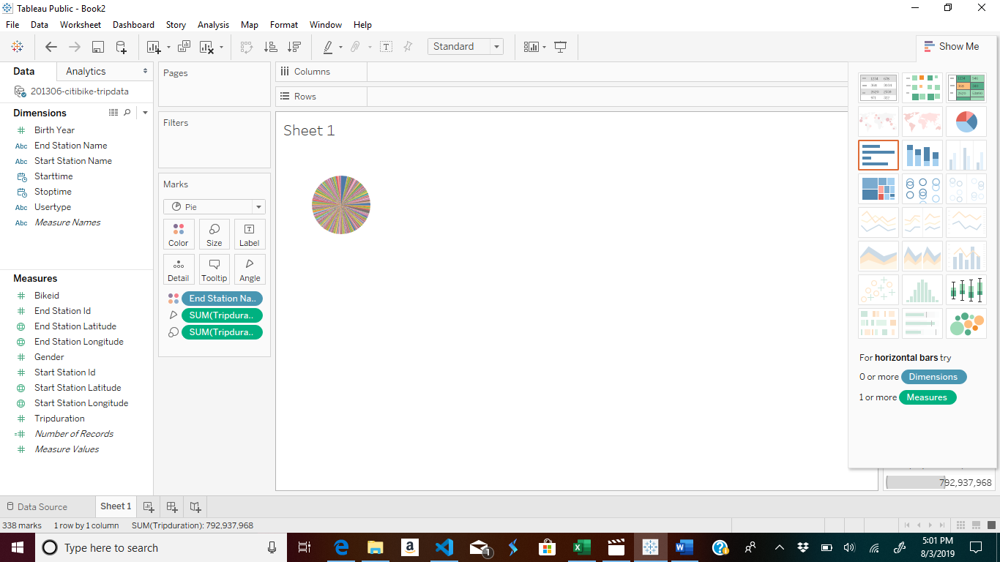 Tableau Public - Book2
File Data Worksheet Dashboard Story Analysis Map Format Window Help
Standard
Show Me
Data Analytics
201306-citibike-tripdata
Dimensions
Birth Year
Abc End Station Name
Abc Start Station Name
Starttime
Stoptime
Abc Usertype
Abc Measure Names
Measures
Bikeid
End Station Id
End Station Latitude
End Station Longitude
Gender
Start Station Id
Start Station Latitude
Start Station Longitude
Tripduration
Number of Records
Measure Values
Pages
Filters
Marks
Pie
Color Size Label
Detail Tooltip Angle
End Station Na..
SUM(Tripdura..
SUM(Tripdura..
Columns
Rows
Sheet 1
For horizontal bars try
0 or more Dimensions
1 or more Measures
792,937,968
Data Source Sheet 1
338 marks 1 row by 1 column SUM(Tripduration): 792,937,968
Type here to search
5:01 PM
8/3/2019